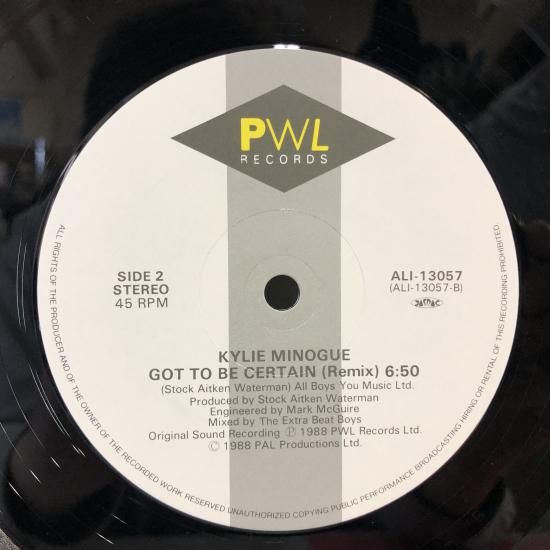 PWL
RECORDS
SIDE 2
STEREO
45 RPM
ALI-13057
(ALI-13057-B)
JASRAC
KYLIE MINOGUE
GOT TO BE CERTAIN (Remix) 6:50
(Stock Aitken Waterman) All Boys You Music Ltd.
Produced by Stock Aitken Waterman
Engineered by Mark McGuire
Mixed by The Extra Beat Boys
Original Sound Recording Ⓟ 1988 PWL Records Ltd.
© 1988 PAL Productions Ltd.
ALL RIGHTS OF THE PRODUCER AND OF THE OWNER OF THE RECORDED WORK RESERVED UNAUTHORIZED COPYING PUBLIC PERFORMANCE BROADCASTING HIRING OR RENTAL OF THIS RECORDING PROHIBITED.